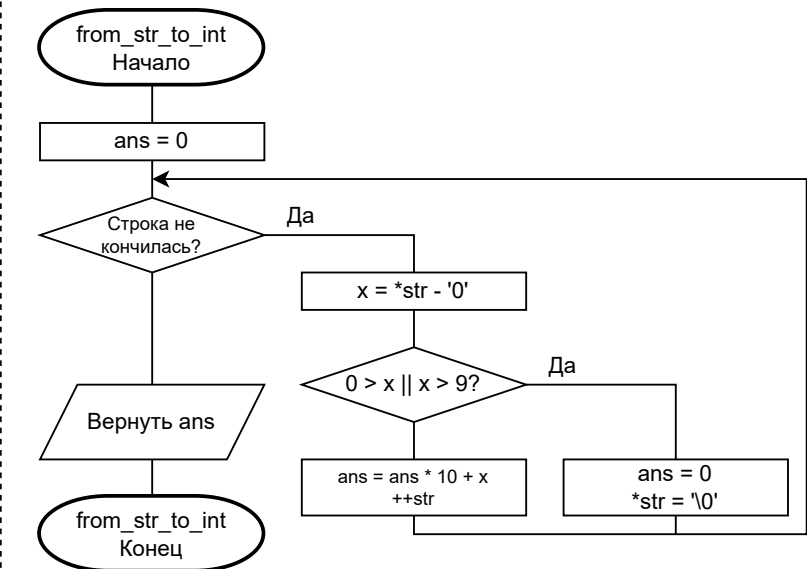 from_str_to_int
Начало
ans = 0
Строка не
кончилась?
Да
x = *str - '0'
0 > x || x > 9?
Да
Вернуть ans
ans = ans * 10 + x
++str
ans = 0
*str = '\0'
from_str_to_int
Конец